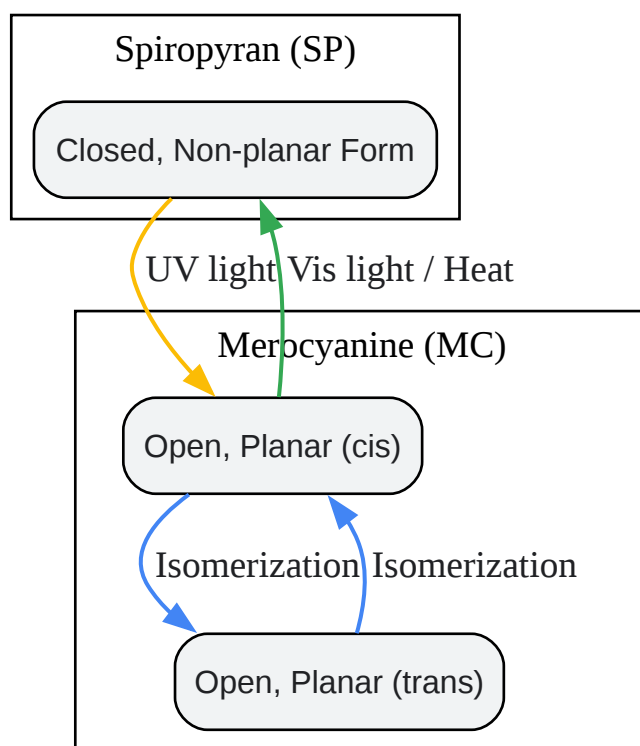 Spiropyran (SP)
Closed, Non-planar Form
UV light
Vis light / Heat
Merocyanine (MC)
Open, Planar (cis)
Isomerization
Isomerization
Open, Planar (trans)